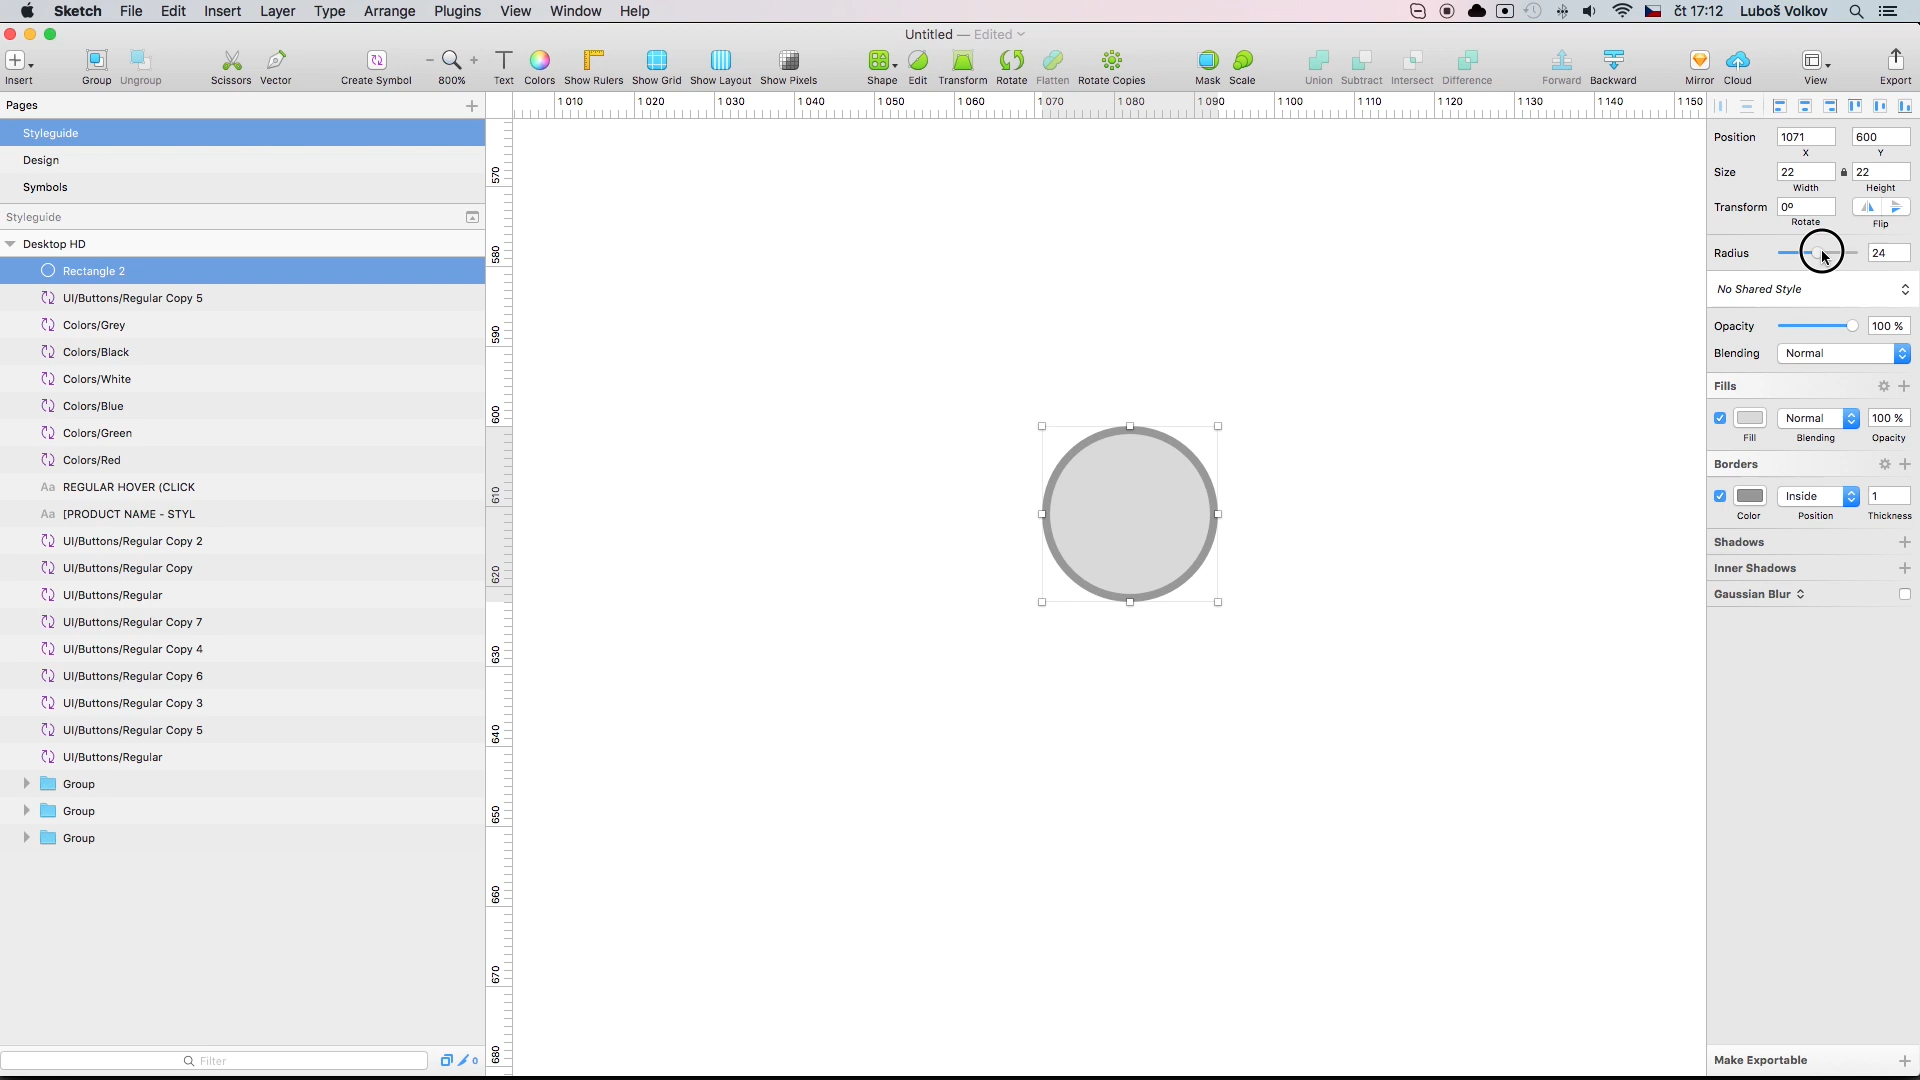 Sketch File Edit Insert Layer Type Arrange Plugins View Window Help čt 17:12 Luboš Volkov
Untitled — Edited
Insert Group Ungroup Scissors Vector Create Symbol 800% Text Colors Show Rulers Show Grid Show Layout Show Pixels Shape Edit Transform Rotate Flatten Rotate Copies Mask Scale Union Subtract Intersect Difference Forward Backward Mirror Cloud View Export
Pages
Styleguide
Design
Symbols
Styleguide
Desktop HD
Rectangle 2
UI/Buttons/Regular Copy 5
Colors/Grey
Colors/Black
Colors/White
Colors/Blue
Colors/Green
Colors/Red
Aa REGULAR HOVER (CLICK
Aa [PRODUCT NAME - STYL
UI/Buttons/Regular Copy 2
UI/Buttons/Regular Copy
UI/Buttons/Regular
UI/Buttons/Regular Copy 7
UI/Buttons/Regular Copy 4
UI/Buttons/Regular Copy 6
UI/Buttons/Regular Copy 3
UI/Buttons/Regular Copy 5
UI/Buttons/Regular
Group
Group
Group
Filter 0
1 010 1 020 1 030 1 040 1 050 1 060 1 070 1 080 1 090 1 100 1 110 1 120 1 130 1 140 1 150
570
580
590
600
610
620
630
640
650
660
670
680
Position 1071 600
X Y
Size 22 22
Width Height
Transform 0º
Rotate Flip
Radius 24
No Shared Style
Opacity 100 %
Blending Normal
Fills
Normal 100 %
Fill Blending Opacity
Borders
Inside 1
Color Position Thickness
Shadows
Inner Shadows
Gaussian Blur
Make Exportable